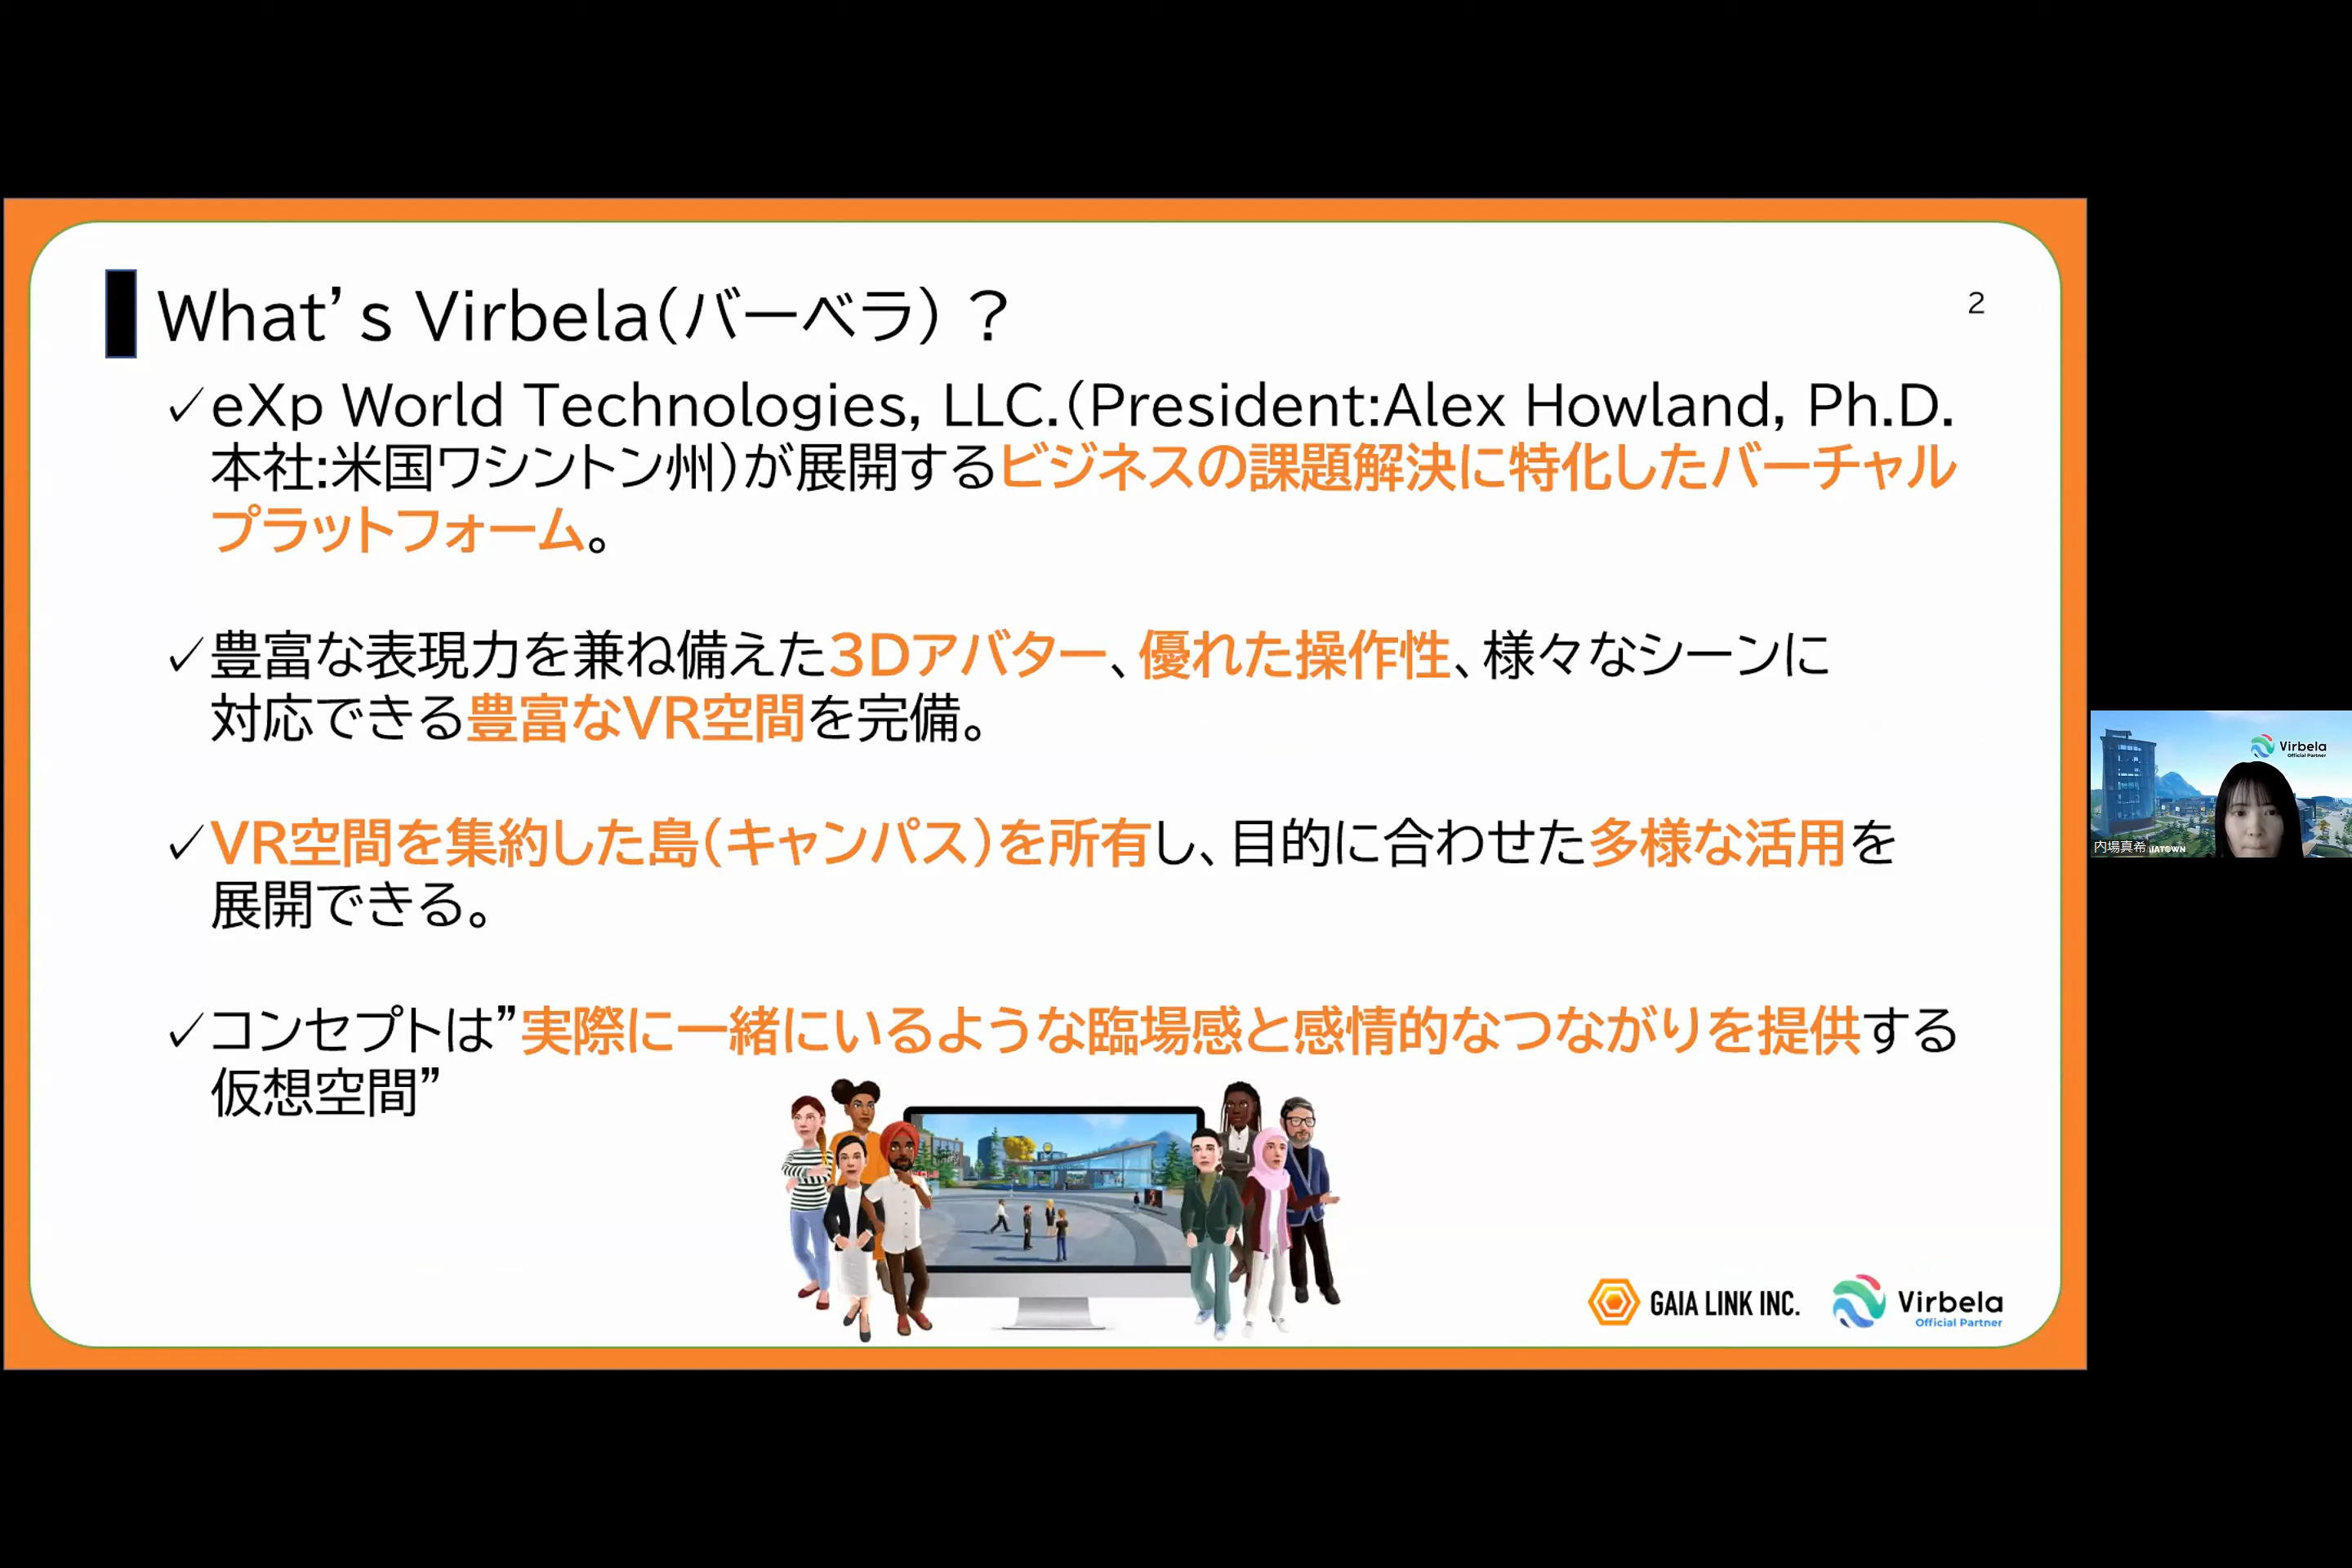 What’s Virbela(バーベラ）？
2
✓eXp World Technologies, LLC.(President:Alex Howland, Ph.D.
本社:米国ワシントン州)が展開するビジネスの課題解決に特化したバーチャル
プラットフォーム。
✓豊富な表現力を兼ね備えた3Dアバター、優れた操作性、様々なシーンに
対応できる豊富なVR空間を完備。
✓VR空間を集約した島(キャンパス)を所有し、目的に合わせた多様な活用を
展開できる。
✓コンセプトは”実際に一緒にいるような臨場感と感情的なつながりを提供する
仮想空間”
GAIA LINK INC.
Virbela
Official Partner
Virbela
Official Partner
内場真希